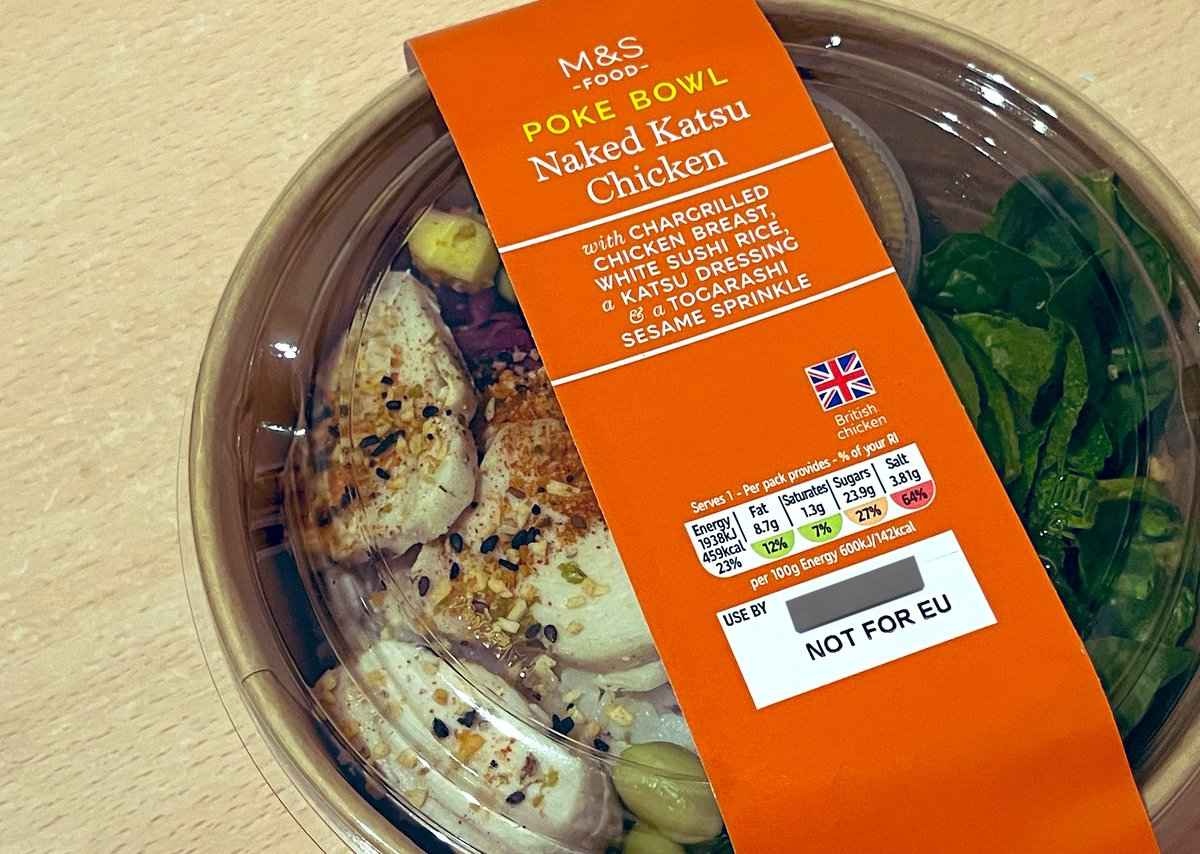 M&S
-FOOD-
POKE BOWL
Naked Katsu
Chicken
with CHARGRILLED
CHICKEN BREAST,
WHITE SUSHI RICE,
a KATSU DRESSING
& a TOGARASHI
SESAME SPRINKLE
British
chicken
Serves 1 - Per pack provides - % of your RI
Energy
1938kJ
459kcal
23%
Fat
8.7g
12%
Saturates
1.3g
7%
Sugars
23.9g
27%
Salt
3.81g
64%
per 100g Energy 600kJ/142kcal
USE BY
NOT FOR EU